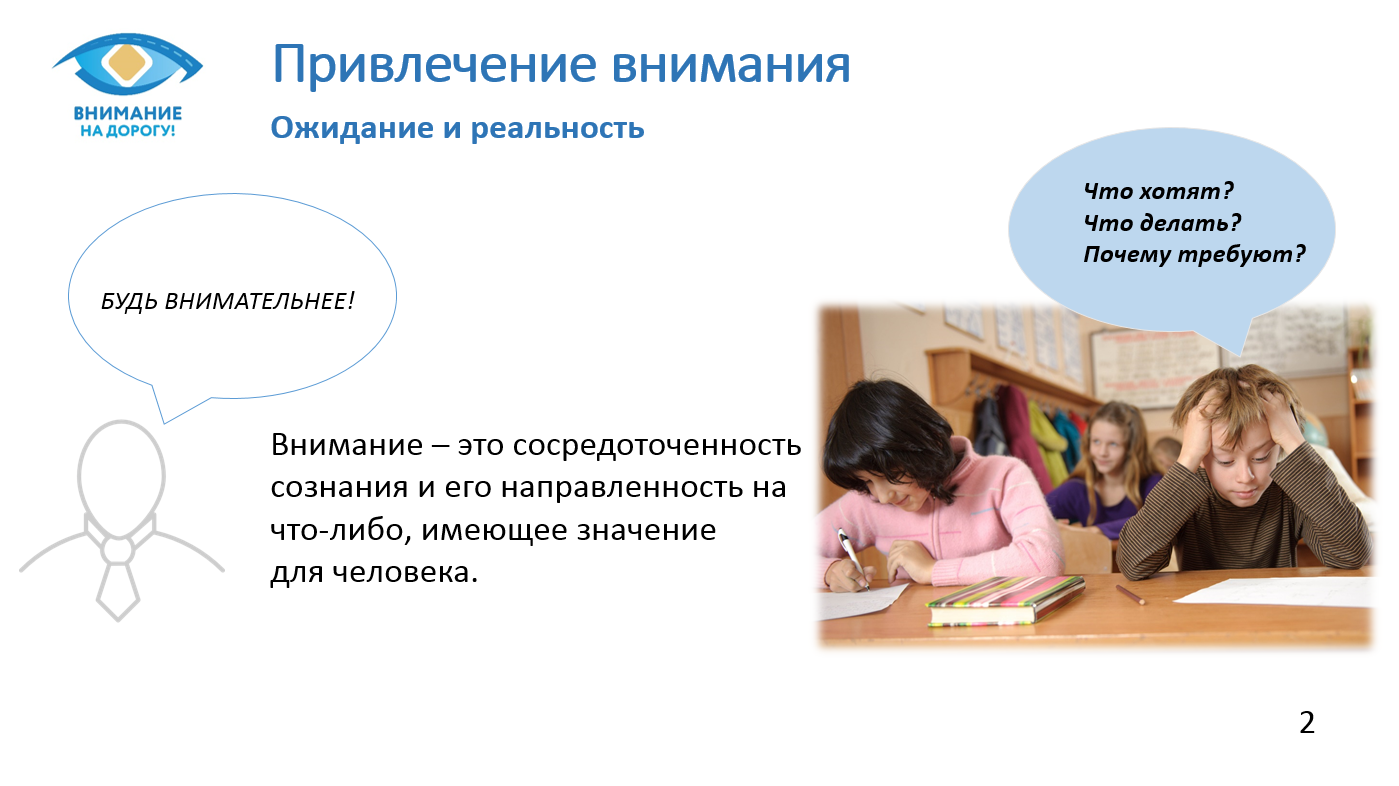 ВНИМАНИЕ
НА ДОРОГУ!
Привлечение внимания
Ожидание и реальность
Что хотят?
Что делать?
Почему требуют?
БУДЬ ВНИМАТЕЛЬНЕЕ!
Внимание – это сосредоточенность
сознания и его направленность на
что-либо, имеющее значение
для человека.
2